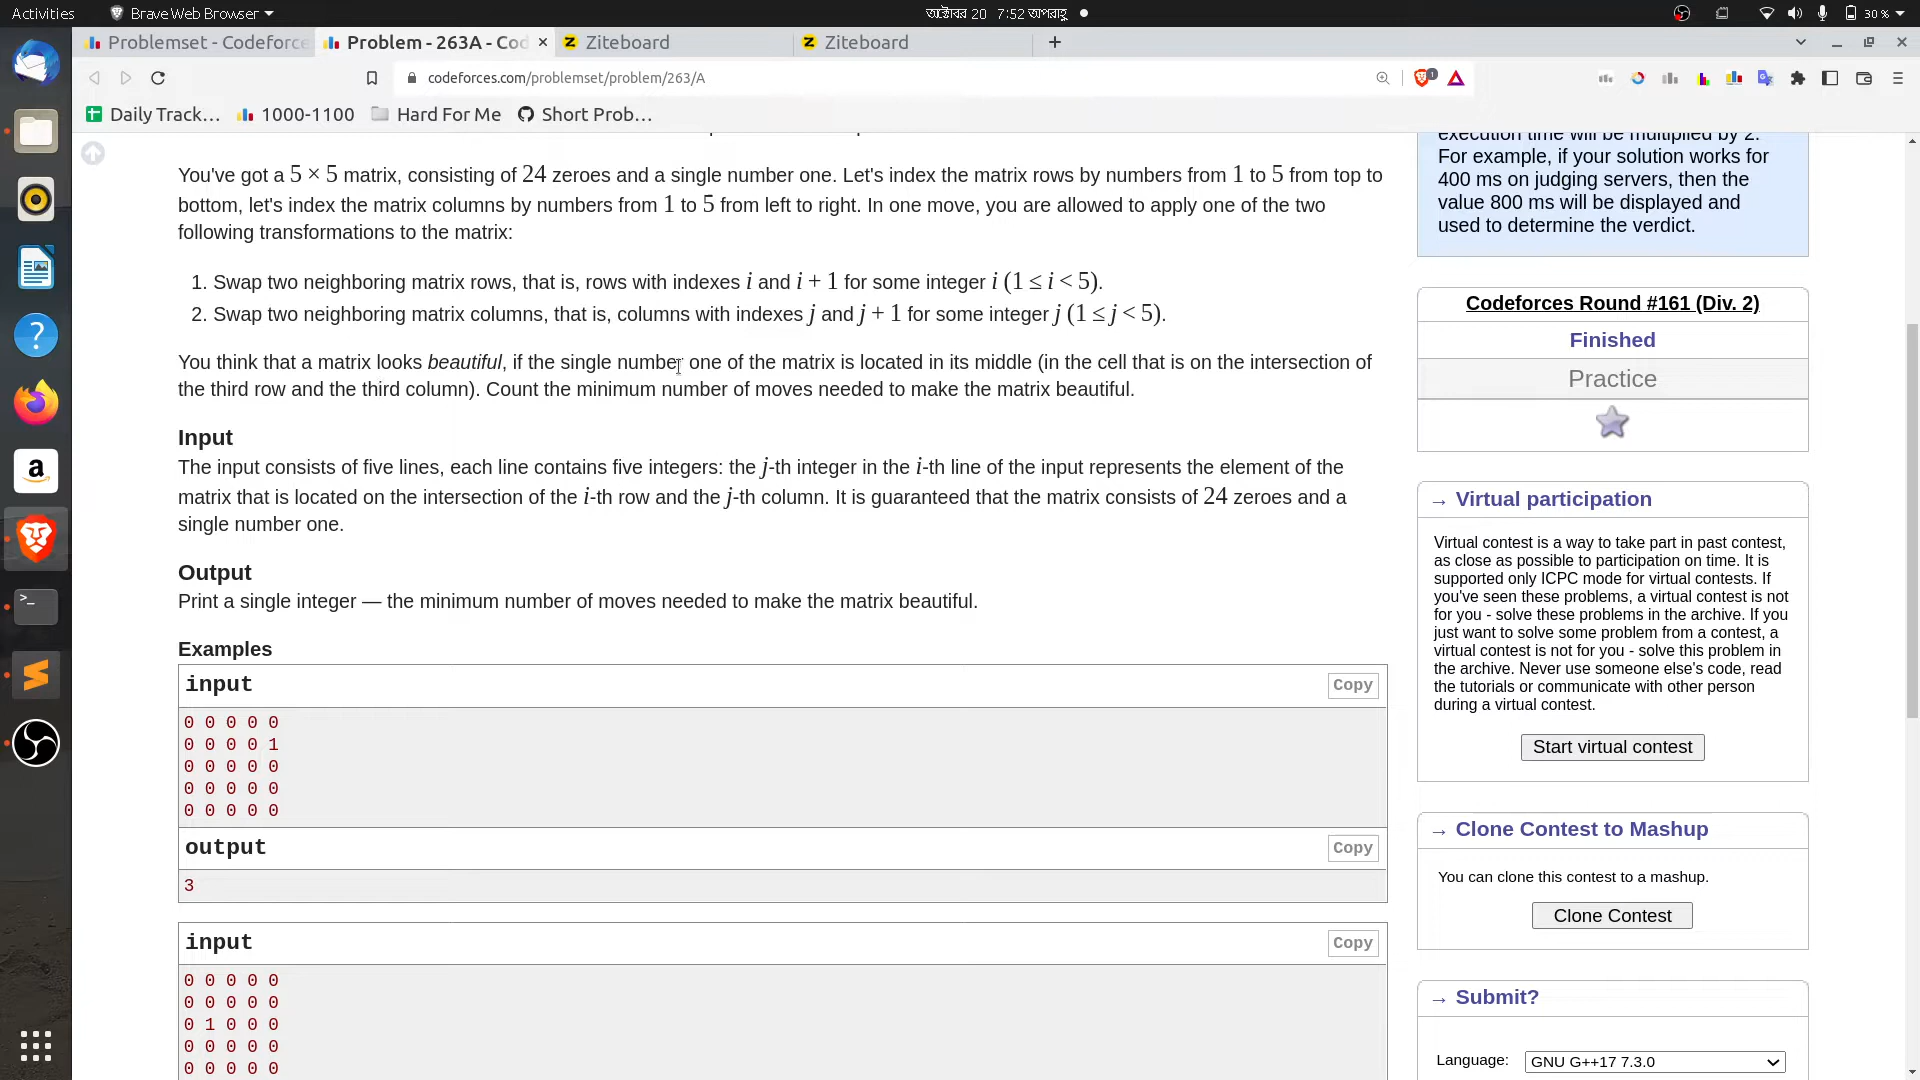 Activities
Brave Web Browser
অক্টোবর 20 7:52 অপরাহ্ণ
30 %
Problemset - Codeforce
Problem - 263A - Cod
Ziteboard
Ziteboard
codeforces.com/problemset/problem/263/A
1
Daily Track...
1000-1100
Hard For Me
Short Prob...
You've got a 5 × 5 matrix, consisting of 24 zeroes and a single number one. Let's index the matrix rows by numbers from 1 to 5 from top to
bottom, let's index the matrix columns by numbers from 1 to 5 from left to right. In one move, you are allowed to apply one of the two
following transformations to the matrix:
1. Swap two neighboring matrix rows, that is, rows with indexes i and i + 1 for some integer i (1 ≤ i < 5).
2. Swap two neighboring matrix columns, that is, columns with indexes j and j + 1 for some integer j (1 ≤ j < 5).
You think that a matrix looks beautiful, if the single number one of the matrix is located in its middle (in the cell that is on the intersection of
the third row and the third column). Count the minimum number of moves needed to make the matrix beautiful.
Input
The input consists of five lines, each line contains five integers: the j-th integer in the i-th line of the input represents the element of the
matrix that is located on the intersection of the i-th row and the j-th column. It is guaranteed that the matrix consists of 24 zeroes and a
single number one.
Output
Print a single integer — the minimum number of moves needed to make the matrix beautiful.
Examples
input
Copy
0 0 0 0 0
0 0 0 0 1
0 0 0 0 0
0 0 0 0 0
0 0 0 0 0
output
Copy
3
input
Copy
0 0 0 0 0
0 0 0 0 0
0 1 0 0 0
0 0 0 0 0
0 0 0 0 0
execution time will be multiplied by 2.
For example, if your solution works for
400 ms on judging servers, then the
value 800 ms will be displayed and
used to determine the verdict.
Codeforces Round #161 (Div. 2)
Finished
Practice
→ Virtual participation
Virtual contest is a way to take part in past contest,
as close as possible to participation on time. It is
supported only ICPC mode for virtual contests. If
you've seen these problems, a virtual contest is not
for you - solve these problems in the archive. If you
just want to solve some problem from a contest, a
virtual contest is not for you - solve this problem in
the archive. Never use someone else's code, read
the tutorials or communicate with other person
during a virtual contest.
Start virtual contest
→ Clone Contest to Mashup
You can clone this contest to a mashup.
Clone Contest
→ Submit?
Language: GNU G++17 7.3.0